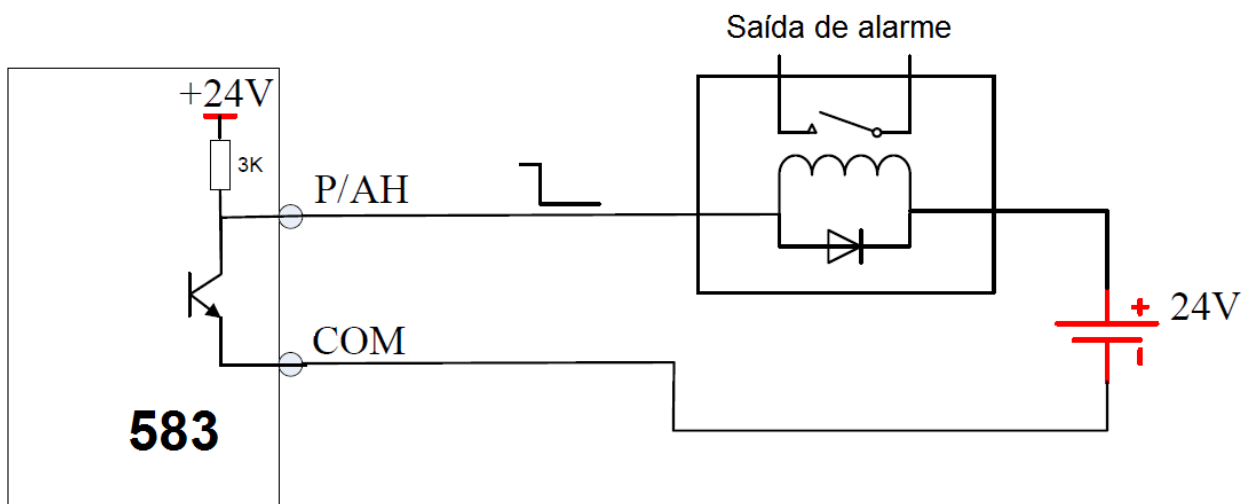 Saída de alarme
+24V
3K
P/AH
+ 24V
-
COM
583